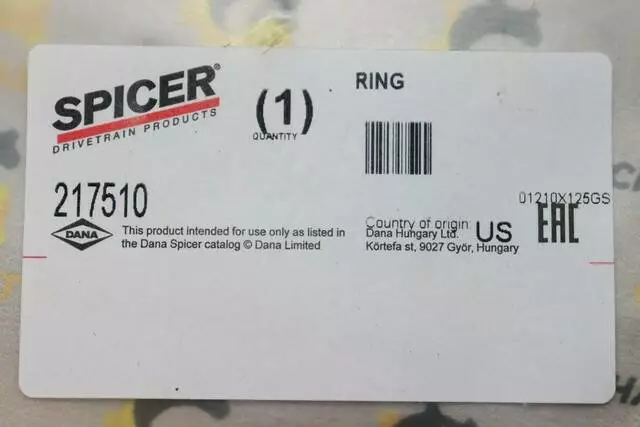 SPICER®
DRIVETRAIN PRODUCTS
(1)
QUANTITY
RING
217510
DANA
This product intended for use only as listed in
the Dana Spicer catalog © Dana Limited
01210X125GS
Country of origin: US
Dana Hungary Ltd.
Körtefa st, 9027 Győr, Hungary
EAC